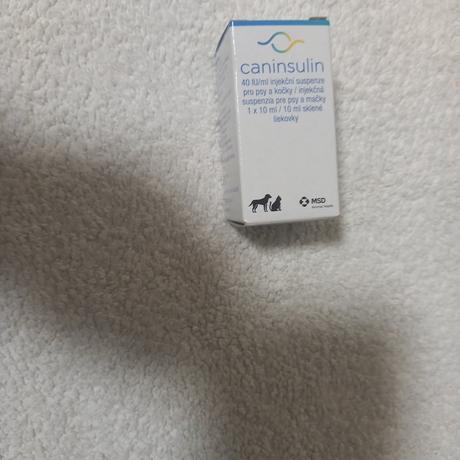 caninsulin
40 IU/ml injekční suspenze
pro psy a kočky / injekčná
suspenzia pre psy a mačky
1 x 10 ml / 10 ml sklené
liekovky
MSD